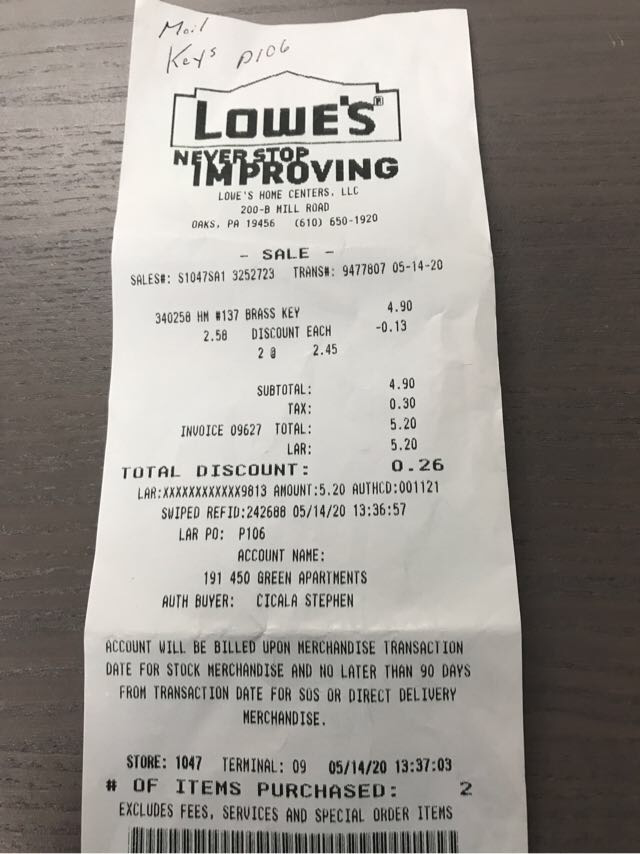 Mail
Keys P106
LOWE'S®
NEVER STOP
IMPROVING
LOWE'S HOME CENTERS, LLC
200-B MILL ROAD
OAKS, PA 19456 (610) 650-1920
- SALE -
SALES#: S1047SA1 3252723 TRANS#: 9477807 05-14-20
340258 HM #137 BRASS KEY 4.90
2.58 DISCOUNT EACH -0.13
2 @ 2.45
SUBTOTAL: 4.90
TAX: 0.30
INVOICE 09627 TOTAL: 5.20
LAR: 5.20
TOTAL DISCOUNT: 0.26
LAR:XXXXXXXXXXXX9813 AMOUNT:5.20 AUTHCD:001121
SWIPED REFID:242688 05/14/20 13:36:57
LAR PO: P106
ACCOUNT NAME:
191 450 GREEN APARTMENTS
AUTH BUYER: CICALA STEPHEN
ACCOUNT WILL BE BILLED UPON MERCHANDISE TRANSACTION
DATE FOR STOCK MERCHANDISE AND NO LATER THAN 90 DAYS
FROM TRANSACTION DATE FOR SOS OR DIRECT DELIVERY
MERCHANDISE.
STORE: 1047 TERMINAL: 09 05/14/20 13:37:03
# OF ITEMS PURCHASED: 2
EXCLUDES FEES, SERVICES AND SPECIAL ORDER ITEMS